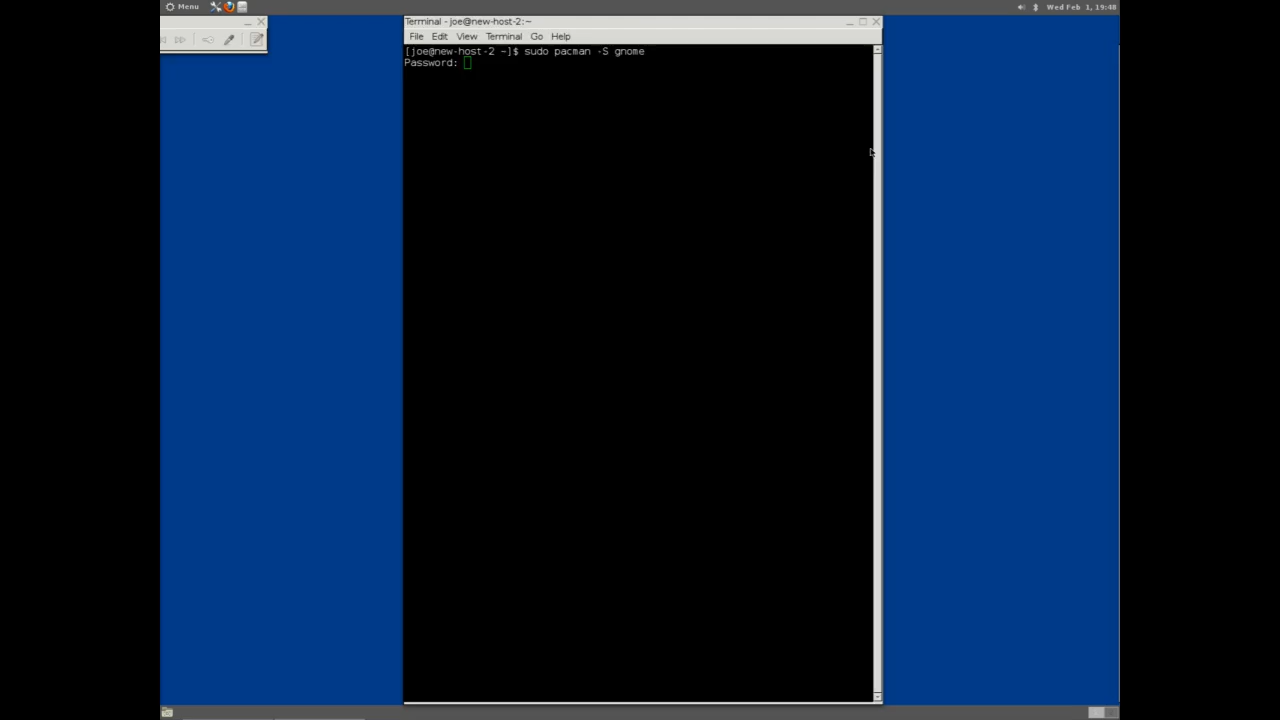 Menu
Wed Feb 1, 19:48
Terminal - joe@new-host-2:~
File Edit View Terminal Go Help
[joe@new-host-2 ~]$ sudo pacman -S gnome
Password: